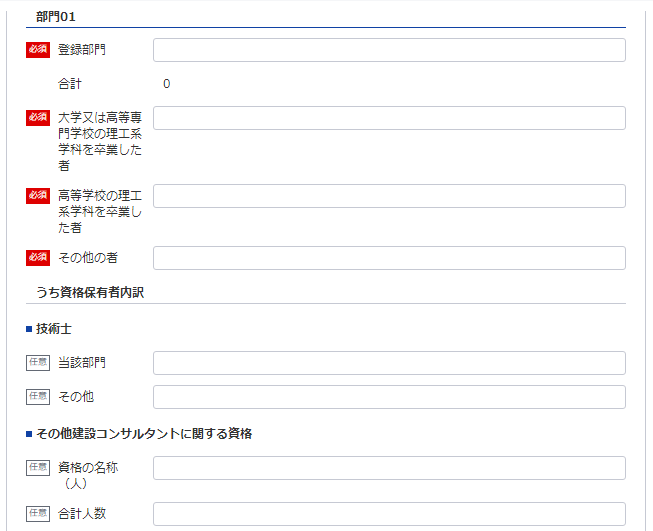 部門01
必須 登録部門
合計 0
必須 大学又は高等専
門学校の理工系
学科を卒業した
者
必須 高等学校の理工
系学科を卒業し
た者
必須 その他の者
うち資格保有者内訳
技術士
任意 当該部門
任意 その他
その他建設コンサルタントに関する資格
任意 資格の名称
（人）
任意 合計人数